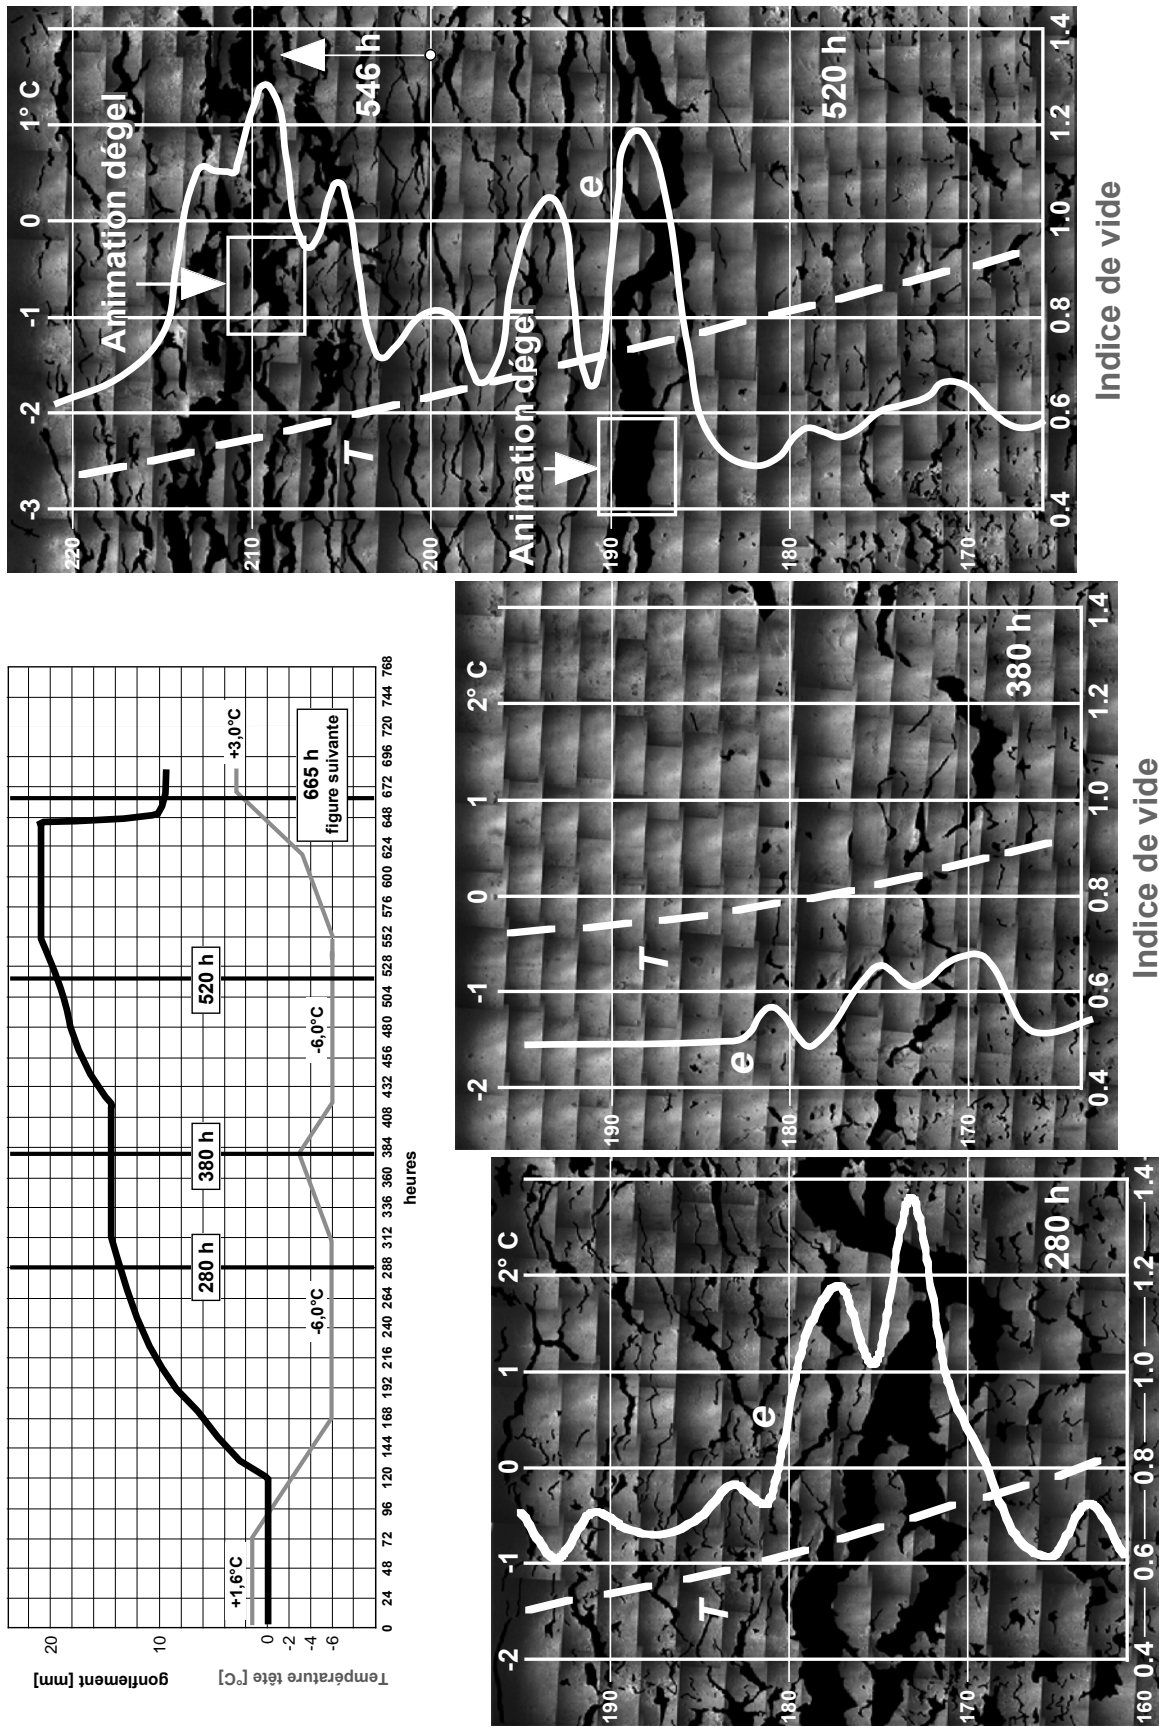 gonflement [mm]
Température tête [°C]
20
10
0
-2
-4
-6
+1,6°C
-6,0°C
-6,0°C
+3,0°C
280 h
380 h
520 h
665 h
figure suivante
0 24 48 72 96 120 144 168 192 216 240 264 288 312 336 360 384 408 432 456 480 504 528 552 576 600 624 648 672 696 720 744 768
heures
-2 -1 0 1 2° C
190
180
170
160
T
e
280 h
0.4 0.6 0.8 1.0 1.2 1.4
-2 -1 0 1 2° C
190
180
170
e
T
380 h
0.4 0.6 0.8 1.0 1.2 1.4
Indice de vide
-3 -2 -1 0 1° C
220
210
200
190
180
170
Animation dégel
546 h
T
Animation dégel
e
520 h
0.4 0.6 0.8 1.0 1.2 1.4
Indice de vide